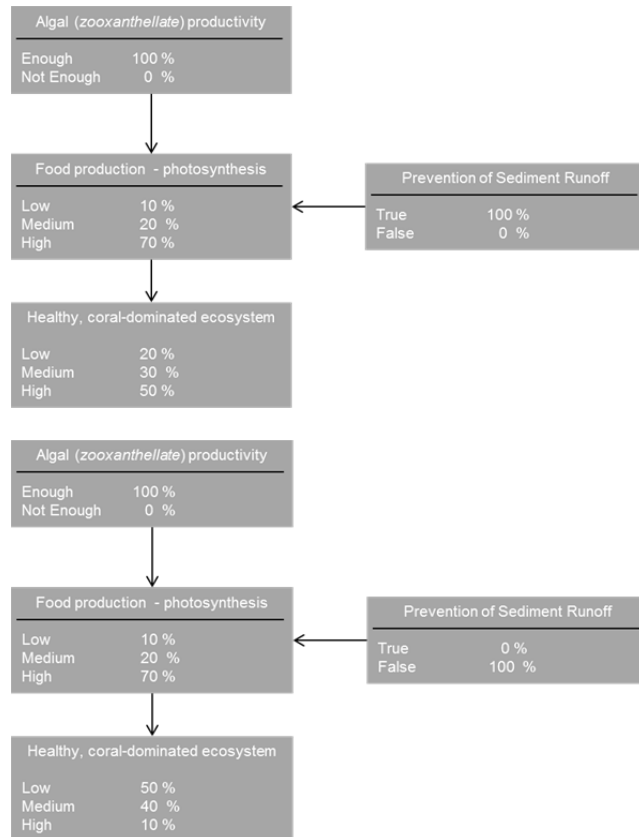 Algal (zooxanthellate) productivity
Enough 100 %
Not Enough 0 %
Food production - photosynthesis
Low 10 %
Medium 20 %
High 70 %
Prevention of Sediment Runoff
True 100 %
False 0 %
Healthy, coral-dominated ecosystem
Low 20 %
Medium 30 %
High 50 %
Algal (zooxanthellate) productivity
Enough 100 %
Not Enough 0 %
Food production - photosynthesis
Low 10 %
Medium 20 %
High 70 %
Prevention of Sediment Runoff
True 0 %
False 100 %
Healthy, coral-dominated ecosystem
Low 50 %
Medium 40 %
High 10 %